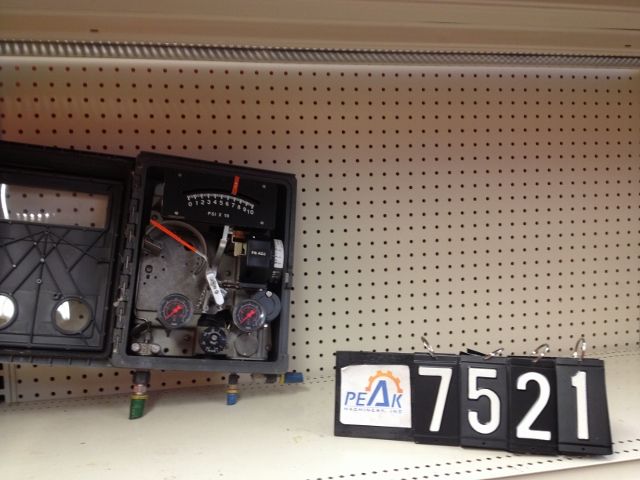 0 1 2 3 4 5 6 7 8 9 10
PSI X 10
PEAK
MACHINERY, INC
7521